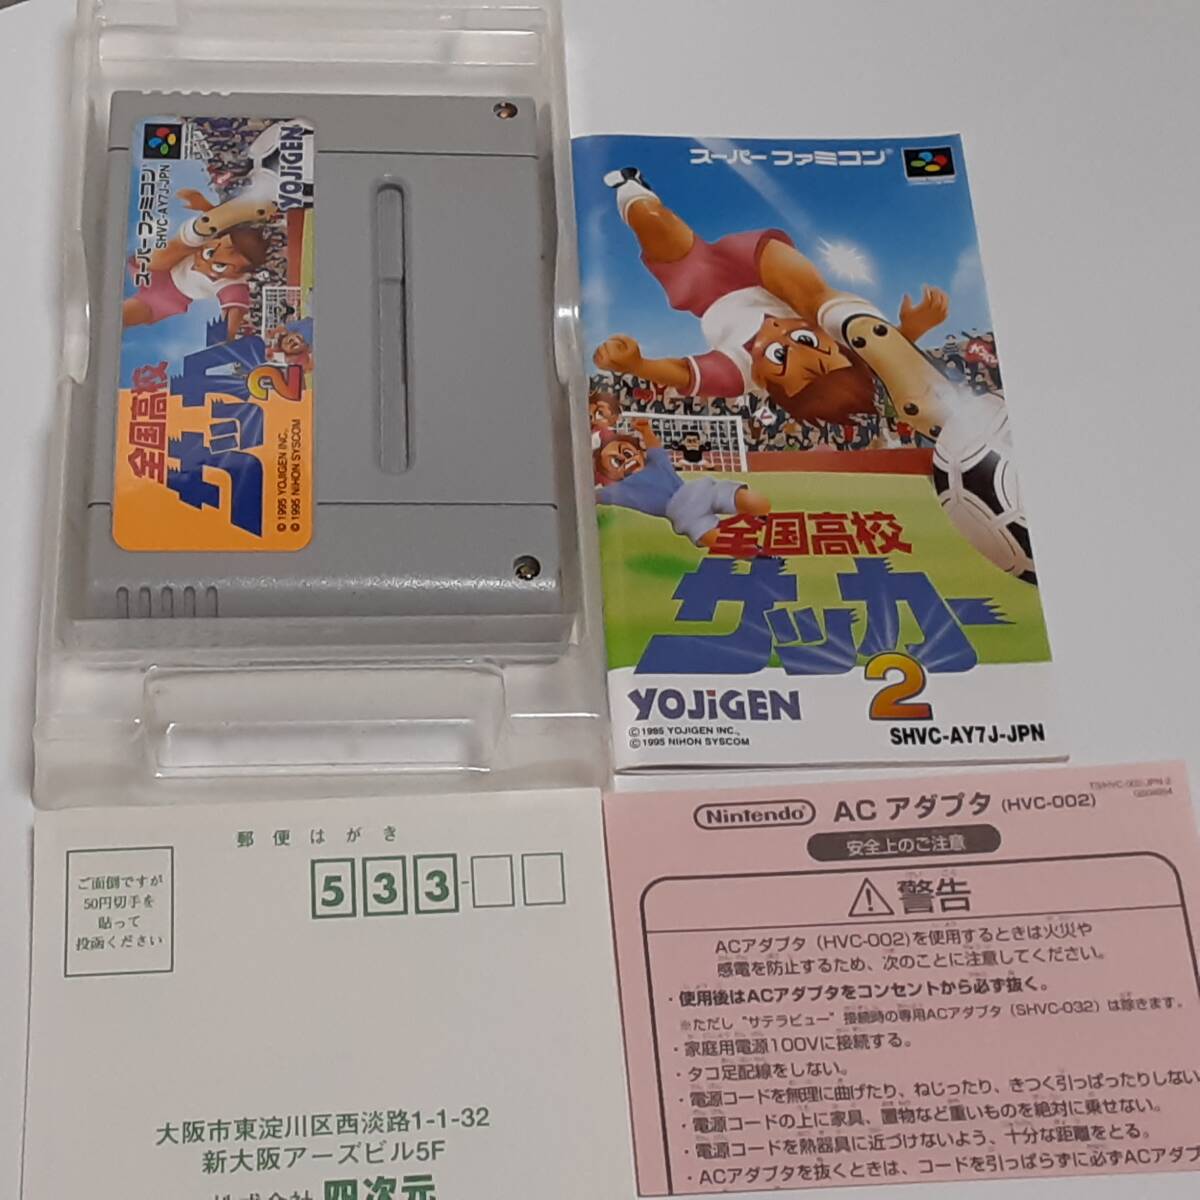 スーパーファミコン
SHVC-AY7J-JPN
YOJiGEN
全国高校
サッカー
2
© 1995 YOJIGEN INC.,
© 1995 NIHON SYSCOM
スーパーファミコン
全国高校
サッカー
2
YOJiGEN
© 1995 YOJIGEN INC.,
© 1995 NIHON SYSCOM
SHVC-AY7J-JPN
郵便はがき
ご面倒ですが
50円切手を
貼って
投函ください
533-
大阪市東淀川区西淡路1-1-32
新大阪アーズビル5F
株式会社 四次元
Nintendo ACアダプタ (HVC-002)
安全上のご注意
警告
ACアダプタ (HVC-002)を使用するときは火災や
感電を防止するため、次のことに注意してください。
・使用後はACアダプタをコンセントから必ず抜く。
※ただし "サテラビュー" 接続時の専用ACアダプタ (SHVC-032) は除きます。
・家庭用電源100Vに接続する。
・タコ足配線をしない。
・電源コードを無理に曲げたり、ねじったり、きつく引っぱったりしない
・電源コードの上に家具、置物など重いものを絶対に乗せない。
・電源コードを熱器具に近づけないよう、十分な距離をとる。
・ACアダプタを抜くときは、コードを引っぱらずに必ずACアダプ